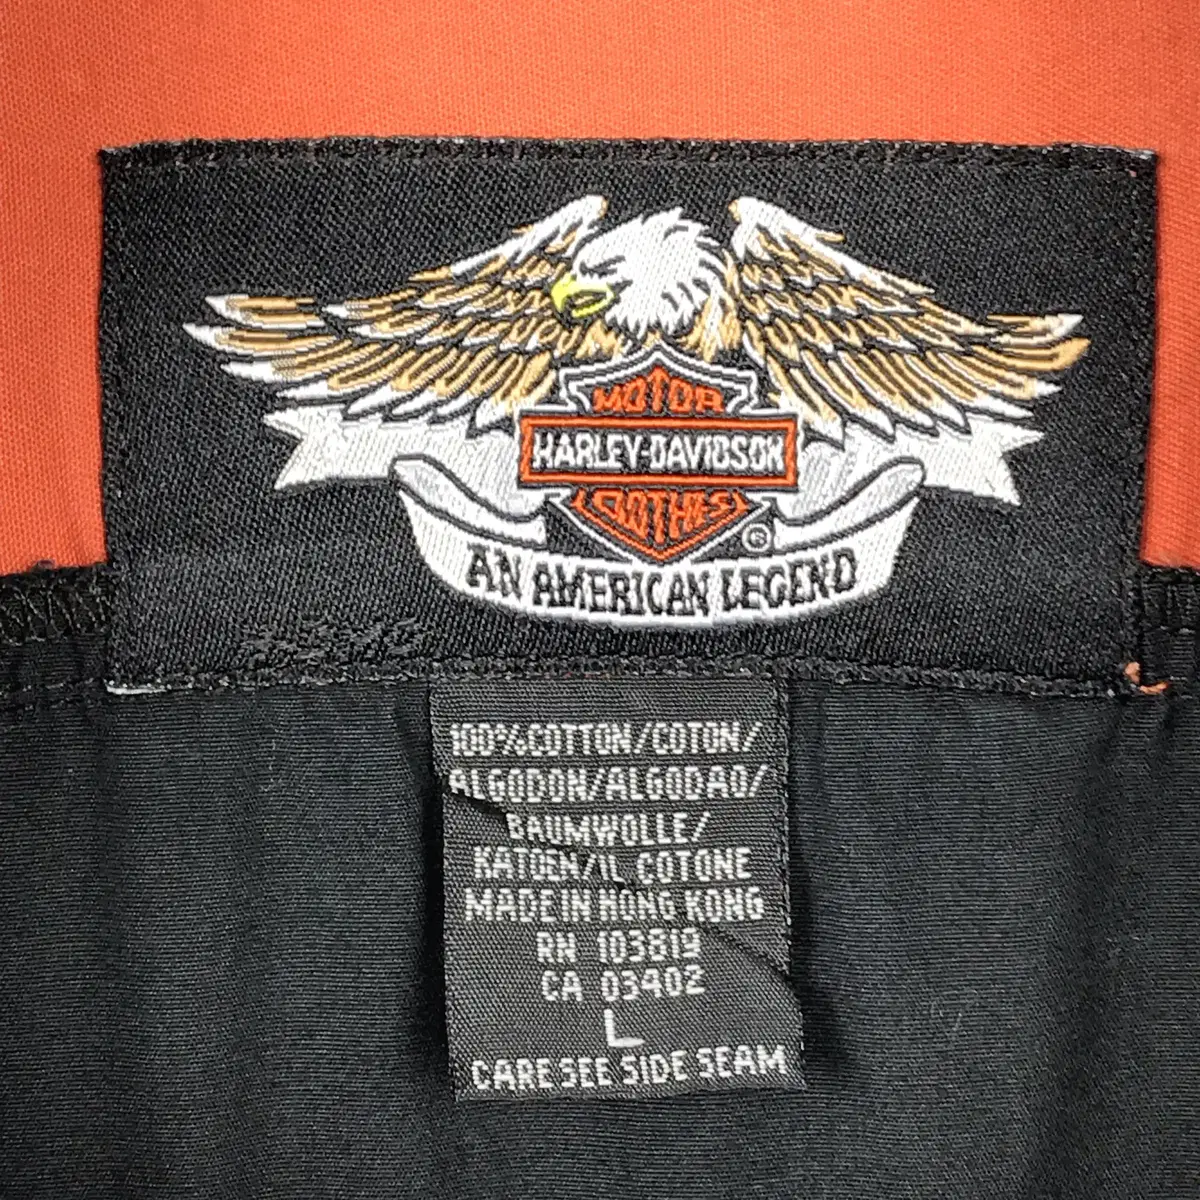 MOTOR
HARLEY-DAVIDSON
CLOTHES
®
AN AMERICAN LEGEND
100%COTTON/COTON/
ALGODON/ALGODAO/
BAUMWOLLE/
KATOEN/IL COTONE
MADE IN HONG KONG
RN 103819
CA 03402
L
CARE SEE SIDE SEAM